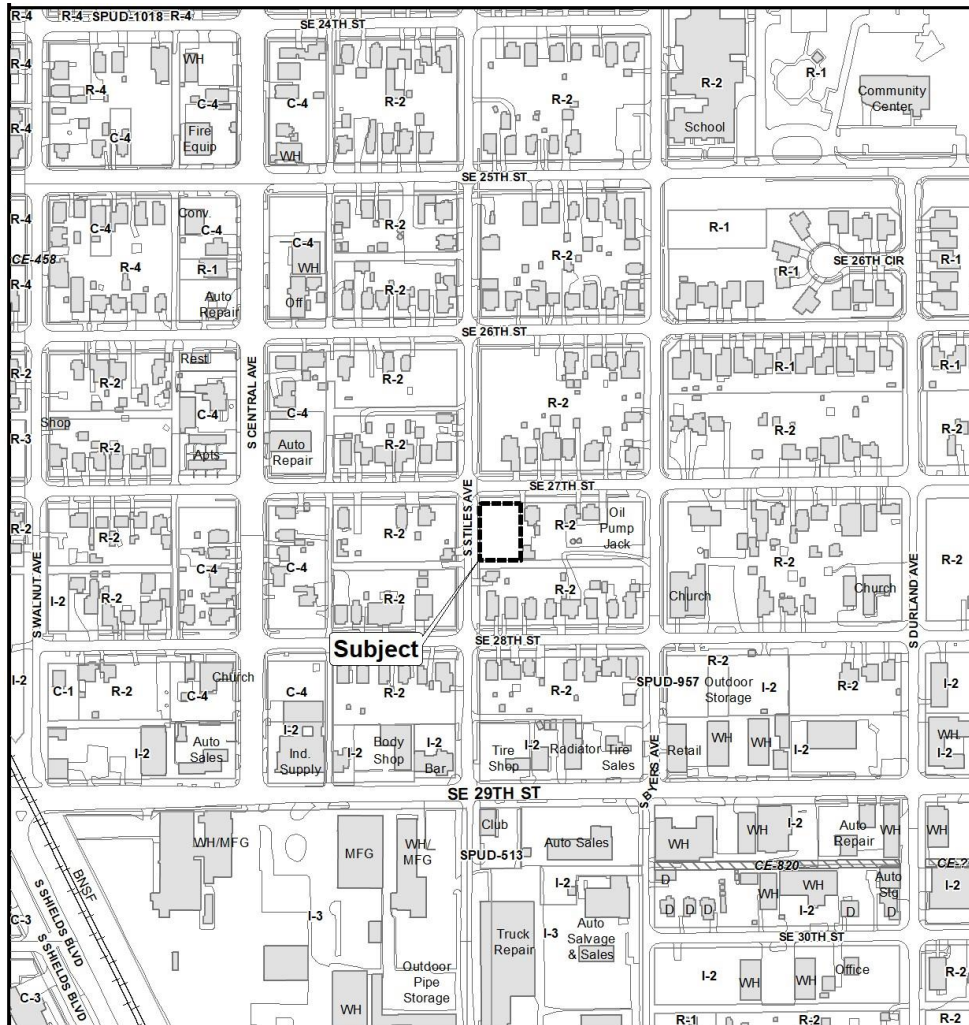 R-4
R-4
SPUD-1018
R-4
SE 24TH ST
R-4
WH
R-4
C-4
C-4
R-2
R-2
R-2
R-1
Community
Center
R-4
C-4
Fire
Equip
WH
School
SE 25TH ST
R-4
C-4
Conv.
C-4
R-2
R-1
R-1
CE-458
R-4
R-1
C-4
WH
R-2
R-1
SE 26TH CIR
R-4
Auto
Repair
Off
R-2
SE 26TH ST
R-2
R-2
Rest
R-2
R-1
R-1
Shop
C-4
S CENTRAL AVE
C-4
R-2
R-3
R-2
Apts
Auto
Repair
R-2
R-2
R-2
SE 27TH ST
R-2
R-2
S STILES AVE
R-2
R-2
Oil
Pump
Jack
R-2
R-2
S WALNUT AVE
C-4
C-4
I-2
R-2
R-2
R-2
Church
Church
S DURLAND AVE
Subject
SE 28TH ST
I-2
C-1
R-2
C-4
Church
C-4
R-2
R-2
SPUD-957
R-2
Outdoor
Storage
I-2
R-2
I-2
I-2
Auto
Sales
I-2
Ind.
Supply
I-2
Body
Shop
I-2
Bar
Tire
Shop
I-2
Radiator
Tire
Sales
S BYERS AVE
Retail
WH
WH
I-2
WH
I-2
SE 29TH ST
WH/MFG
MFG
WH/
MFG
Club
SPUD-513
Auto Sales
WH
WH
I-2
Auto
Repair
WH
WH
CE-820
BNSF
S SHIELDS BLVD
S SHIELDS BLVD
C-3
C-3
I-3
I-2
D
D
D
D
WH
WH
I-2
D
Auto
Stg
D
I-2
SE 30TH ST
Truck
Repair
I-3
Auto
Salvage
& Sales
Outdoor
Pipe
Storage
WH
I-2
WH
WH
Office
R-2
R-1
R-2
R-2